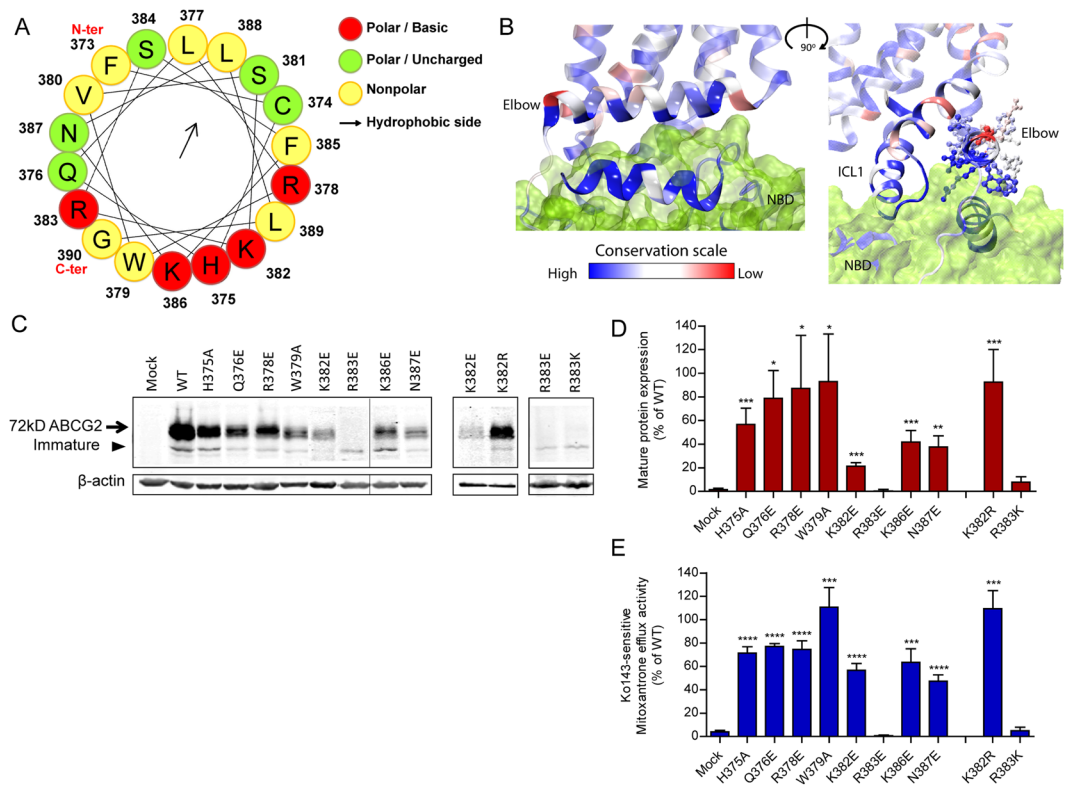 A
N-ter
373
384
377
388
381
374
385
378
389
382
375
386
379
390
C-ter
383
376
387
380
F
S
L
L
S
C
F
R
L
K
H
K
W
G
R
Q
N
V
Polar / Basic
Polar / Uncharged
Nonpolar
Hydrophobic side
B
90º
Elbow
NBD
Elbow
ICL1
NBD
Conservation scale
High
Low
C
Mock
WT
H375A
Q376E
R378E
W379A
K382E
R383E
K386E
N387E
K382E
K382R
R383E
R383K
72kD ABCG2
Immature
β-actin
D
Mature protein expression
(% of WT)
140
120
100
80
60
40
20
0
***
*
*
*
***
***
**
***
Mock
H375A
Q376E
R378E
W379A
K382E
R383E
K386E
N387E
K382R
R383K
E
Ko143-sensitive
Mitoxantrone efflux activity
(% of WT)
140
120
100
80
60
40
20
0
****
****
****
***
****
***
****
***
Mock
H375A
Q376E
R378E
W379A
K382E
R383E
K386E
N387E
K382R
R383K